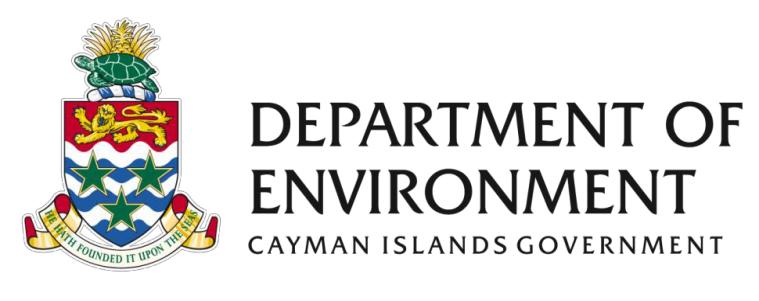 DEPARTMENT OF
ENVIRONMENT
CAYMAN ISLANDS GOVERNMENT
HE HATH FOUNDED IT UPON THE SEAS